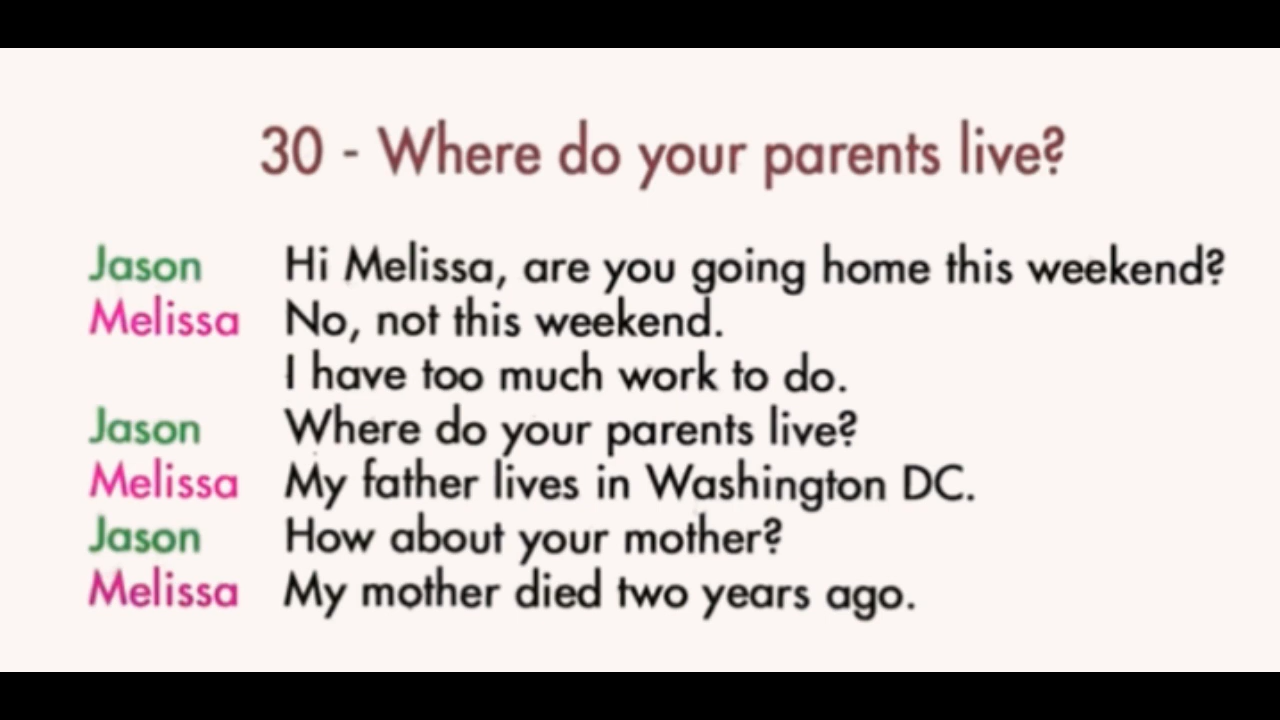 30 - Where do your parents live?
Jason Hi Melissa, are you going home this weekend?
Melissa No, not this weekend.
I have too much work to do.
Jason Where do your parents live?
Melissa My father lives in Washington DC.
Jason How about your mother?
Melissa My mother died two years ago.